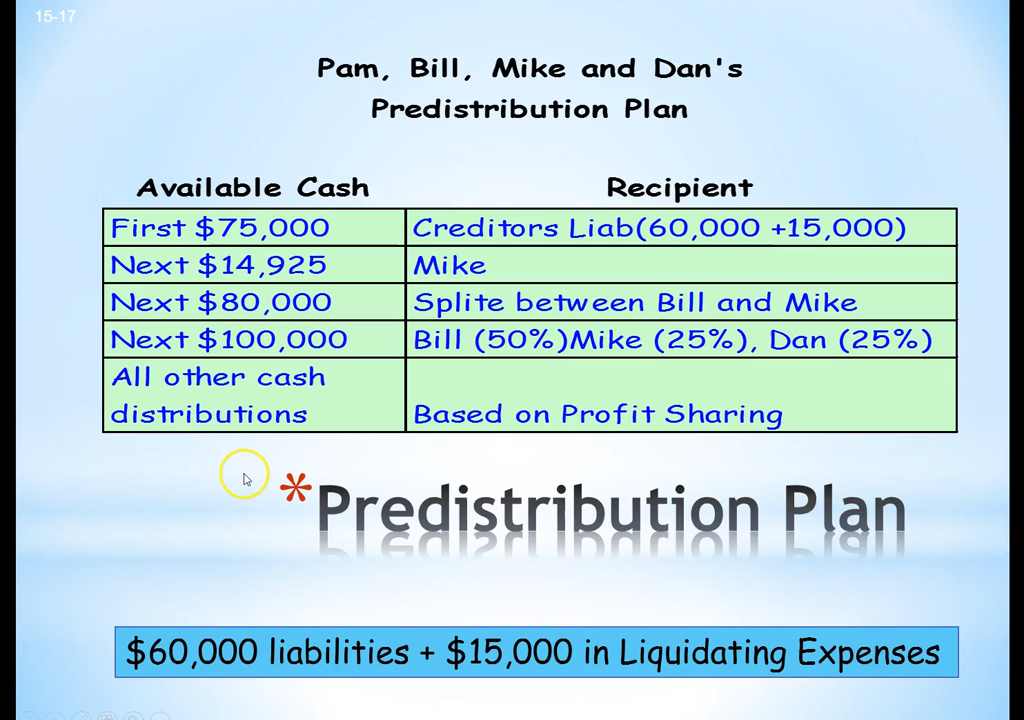 15-17
Pam, Bill, Mike and Dan's
Predistribution Plan
Available Cash Recipient
First $75,000 Creditors Liab(60,000 +15,000)
Next $14,925 Mike
Next $80,000 Splite between Bill and Mike
Next $100,000 Bill (50%)Mike (25%), Dan (25%)
All other cash
distributions Based on Profit Sharing
*Predistribution Plan
$60,000 liabilities + $15,000 in Liquidating Expenses